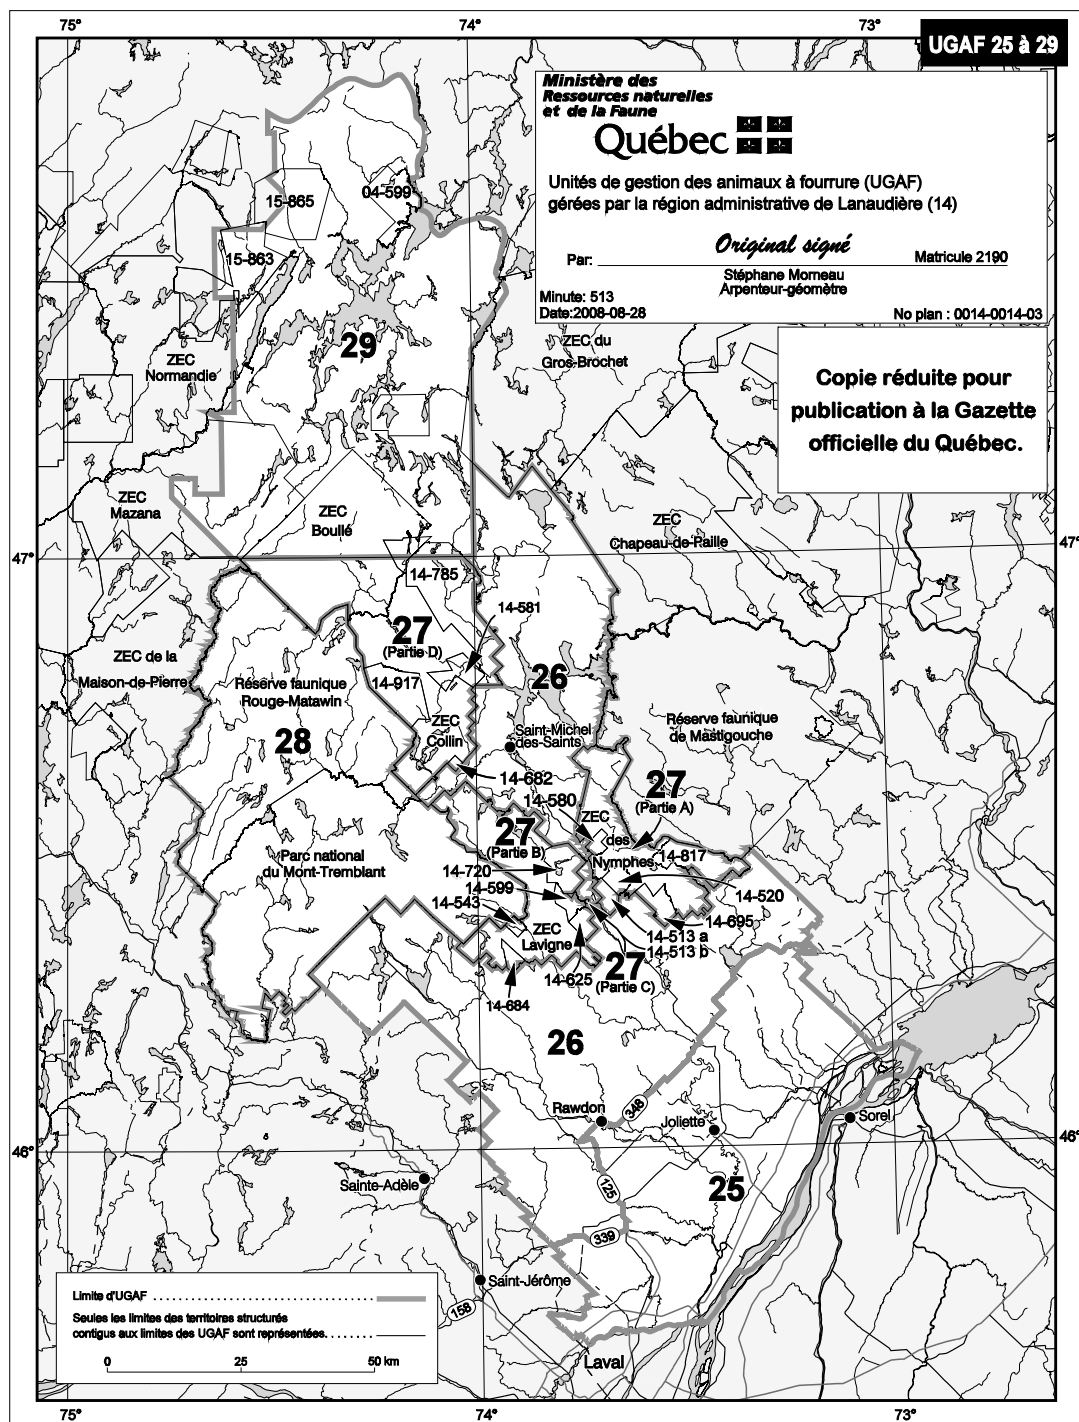 75°
74°
73°
UGAF 25 à 29
Ministère des
Ressources naturelles
et de la Faune
Québec
Unités de gestion des animaux à fourrure (UGAF)
gérées par la région administrative de Lanaudière (14)
Original signé
Par:
Matricule 2190
Stéphane Morneau
Arpenteur-géomètre
Minute: 513
Date:2008-08-28
No plan : 0014-0014-03
Copie réduite pour
publication à la Gazette
officielle du Québec.
15-865
04-599
15-863
29
ZEC du
Gros-Brochet
ZEC
Normandie
ZEC
Mazana
ZEC
Boullé
ZEC
Chapeau-de-Paille
47°
47°
14-785
14-581
27
(Partie D)
26
ZEC de la
Maison-de-Pierre
14-917
Réserve faunique
Rouge-Matawin
28
ZEC
Collin
Saint-Michel
des-Saints
Réserve faunique
de Mastigouche
14-682
14-580
27
(Partie A)
ZEC
des
Nymphes
27
(Partie B)
14-817
Parc national
du Mont-Tremblant
14-720
14-599
14-543
14-520
14-695
ZEC
Lavigne
14-513 a
14-513 b
14-625
27
(Partie C)
14-684
26
Rawdon
348
Joliette
Sorel
46°
46°
Sainte-Adèle
125
25
339
Saint-Jérôme
158
Laval
Limite d'UGAF
Seules les limites des territoires structurés
contigus aux limites des UGAF sont représentées.
0
25
50 km
75°
74°
73°